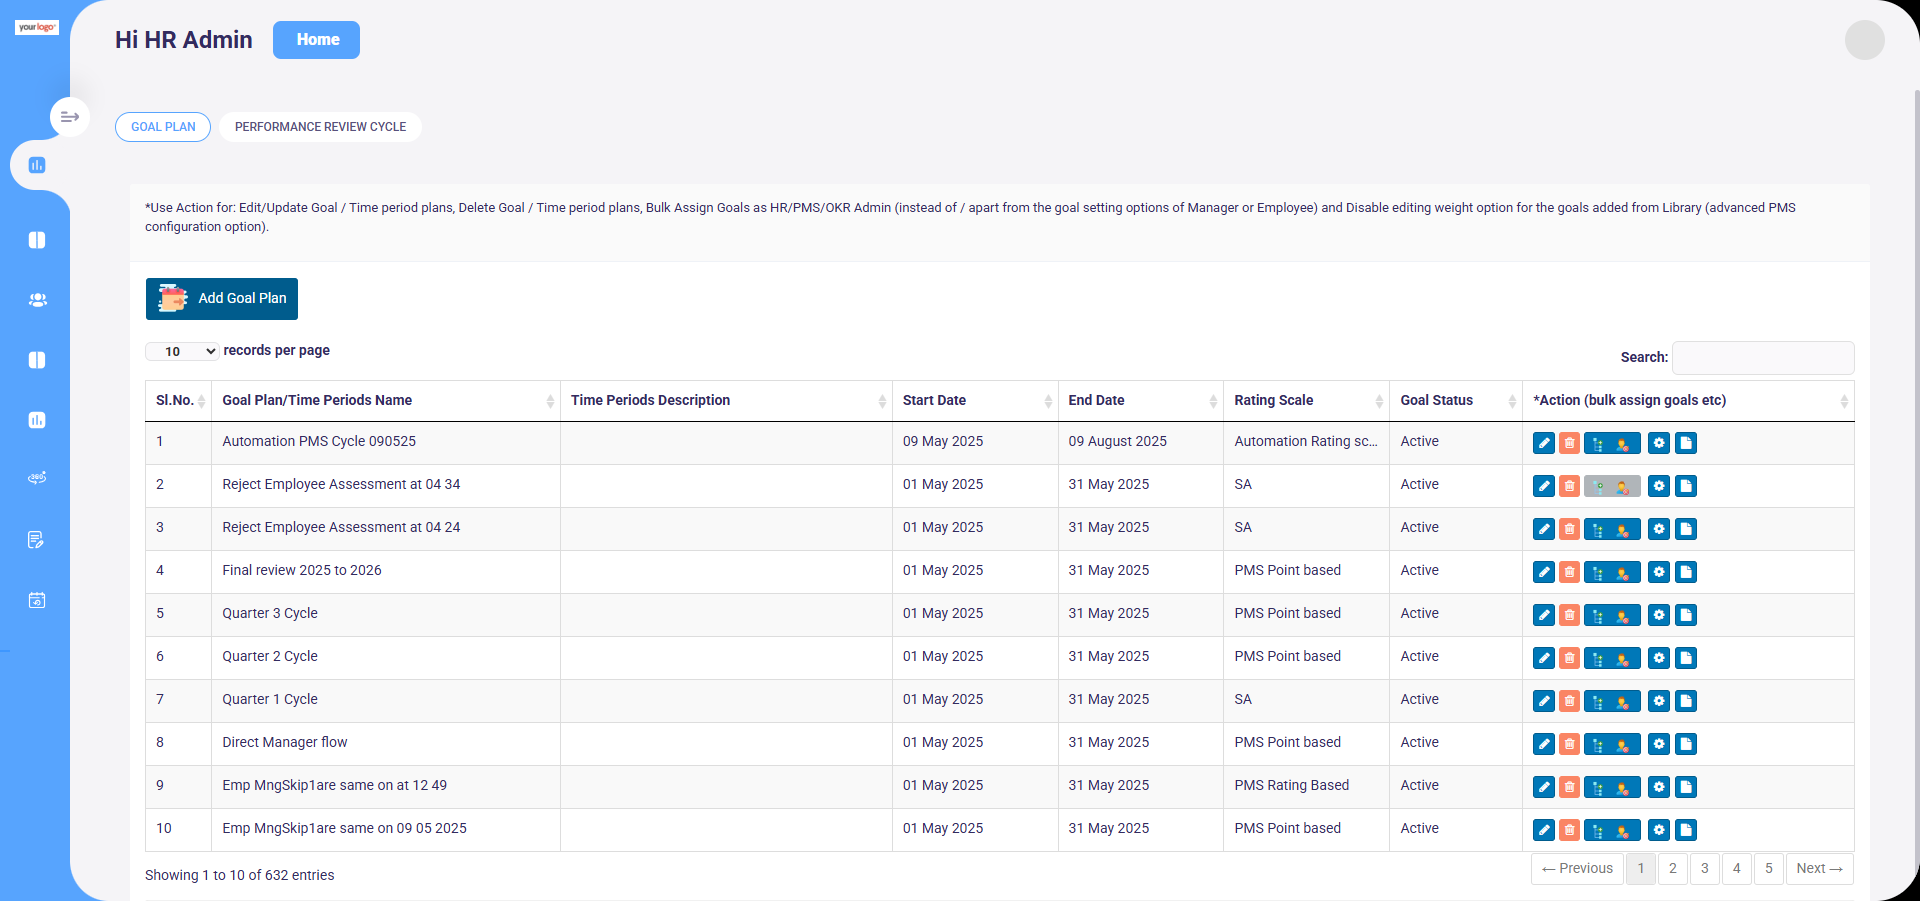 yourlogo
Hi HR Admin
Home
GOAL PLAN
PERFORMANCE REVIEW CYCLE
*Use Action for: Edit/Update Goal / Time period plans, Delete Goal / Time period plans, Bulk Assign Goals as HR/PMS/OKR Admin (instead of / apart from the goal setting options of Manager or Employee) and Disable editing weight option for the goals added from Library (advanced PMS
configuration option).
Add Goal Plan
10 records per page
Search:
Sl.No. Goal Plan/Time Periods Name Time Periods Description Start Date End Date Rating Scale Goal Status *Action (bulk assign goals etc)
1 Automation PMS Cycle 090525 09 May 2025 09 August 2025 Automation Rating sc... Active
2 Reject Employee Assessment at 04 34 01 May 2025 31 May 2025 SA Active
3 Reject Employee Assessment at 04 24 01 May 2025 31 May 2025 SA Active
4 Final review 2025 to 2026 01 May 2025 31 May 2025 PMS Point based Active
360
5 Quarter 3 Cycle 01 May 2025 31 May 2025 PMS Point based Active
6 Quarter 2 Cycle 01 May 2025 31 May 2025 PMS Point based Active
7 Quarter 1 Cycle 01 May 2025 31 May 2025 SA Active
8 Direct Manager flow 01 May 2025 31 May 2025 PMS Point based Active
9 Emp MngSkip1are same on at 12 49 01 May 2025 31 May 2025 PMS Rating Based Active
10 Emp MngSkip1are same on 09 05 2025 01 May 2025 31 May 2025 PMS Point based Active
Showing 1 to 10 of 632 entries
← Previous 1 2 3 4 5 Next →